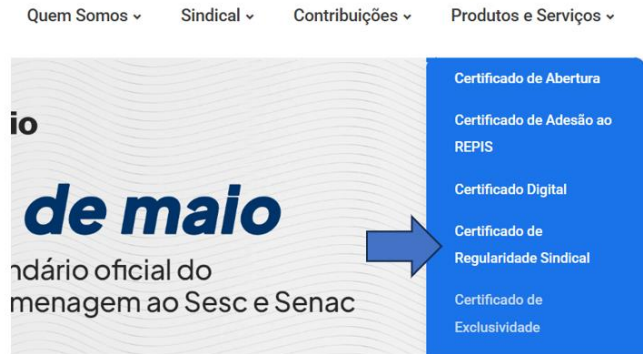 Quem Somos
Sindical
Contribuições
Produtos e Serviços
io
de maio
ndário oficial do
menagem ao Sesc e Senac
Certificado de Abertura
Certificado de Adesão ao
REPIS
Certificado Digital
Certificado de
Regularidade Sindical
Certificado de
Exclusividade